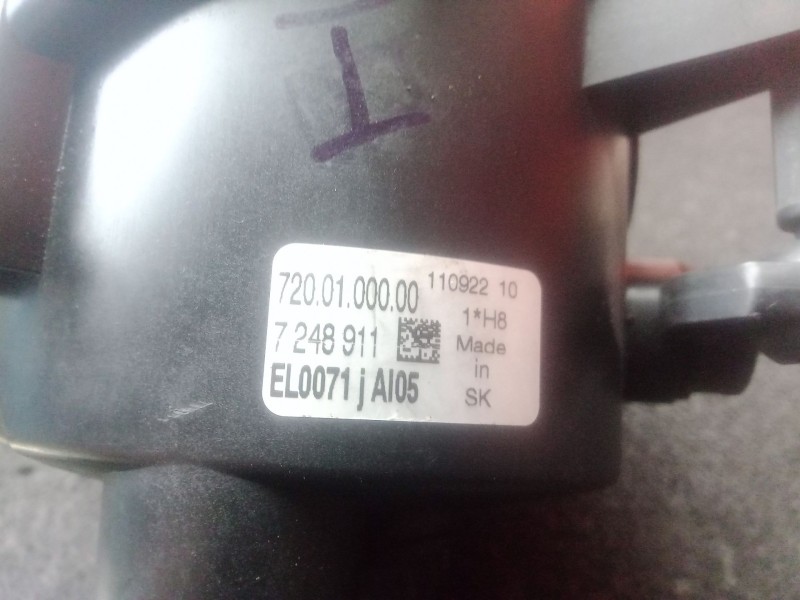 I
720.01.000.00 110922 10
1*H8
7 248 911 Made
in
EL0071 j AI05 SK